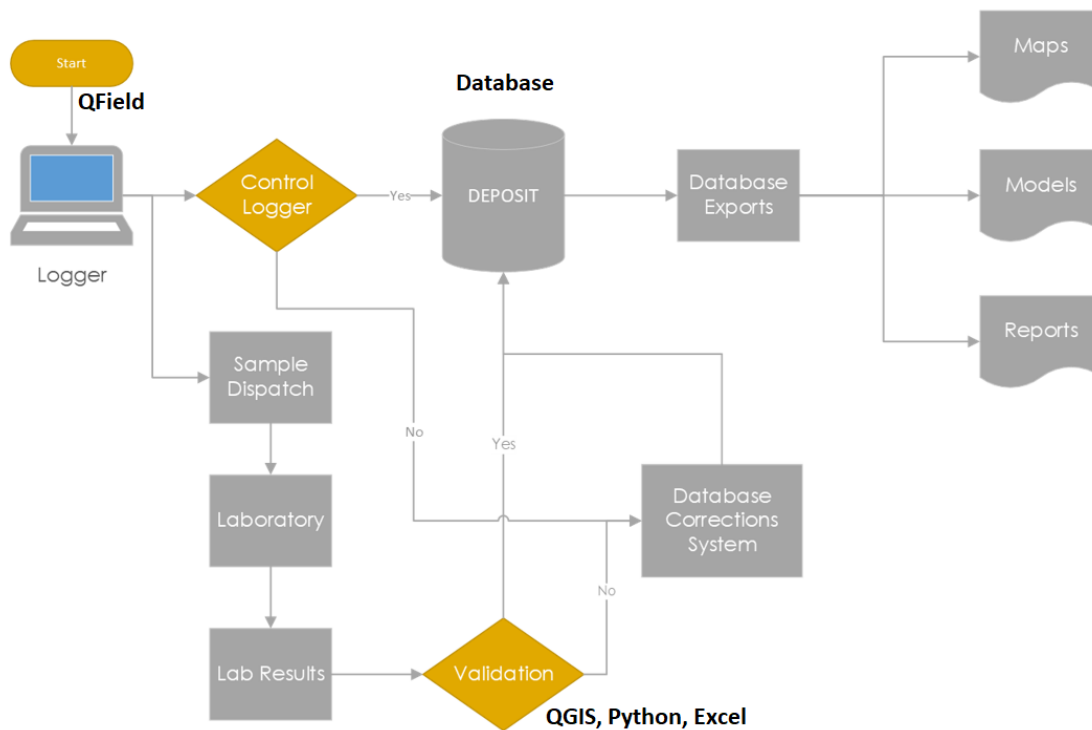 Start
QField
Database
Maps
Control
Logger
Yes
DEPOSIT
Database
Exports
Models
Logger
Reports
Sample
Dispatch
No
Yes
Laboratory
Database
Corrections
System
No
Lab Results
Validation
QGIS, Python, Excel